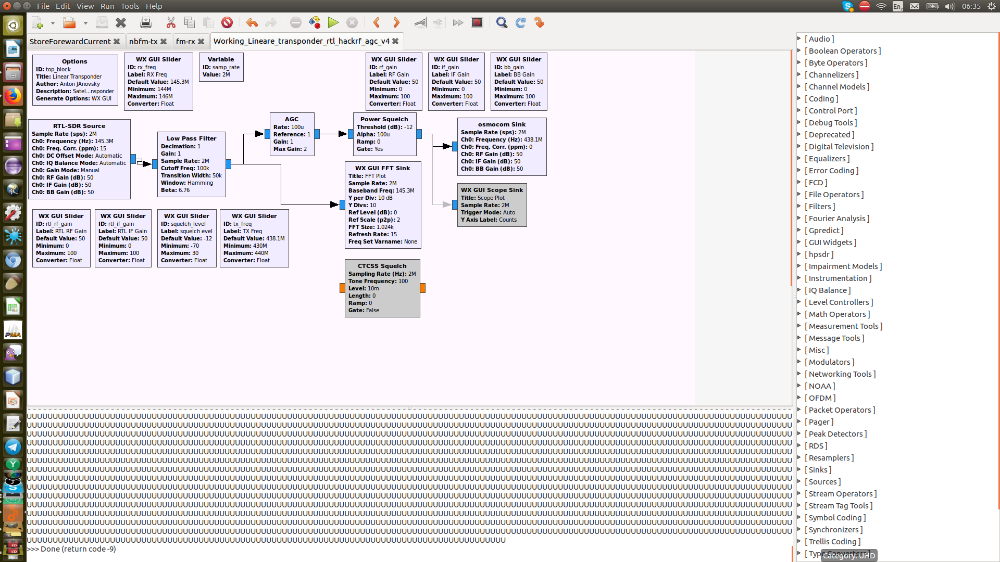 File Edit View Run Tools Help
En2
06:35
StoreForewardCurrent
nbfm-tx
fm-rx
Working_Lineare_transponder_rtl_hackrf_agc_v4
Options
ID: top_block
Title: Linear Transponder
Author: Anton JAnovsky
Description: Satel...nsponder
Generate Options: WX GUI
WX GUI Slider
ID: rx_freq
Label: RX Freq
Default Value: 145.3M
Minimum: 144M
Maximum: 146M
Converter: Float
Variable
ID: samp_rate
Value: 2M
WX GUI Slider
ID: rf_gain
Label: RF Gain
Default Value: 50
Minimum: 0
Maximum: 100
Converter: Float
WX GUI Slider
ID: if_gain
Label: IF Gain
Default Value: 50
Minimum: 0
Maximum: 100
Converter: Float
WX GUI Slider
ID: bb_gain
Label: BB Gain
Default Value: 50
Minimum: 0
Maximum: 100
Converter: Float
RTL-SDR Source
Sample Rate (sps): 2M
Ch0: Frequency (Hz): 145.3M
Ch0: Freq. Corr. (ppm): 15
Ch0: DC Offset Mode: Automatic
Ch0: IQ Balance Mode: Automatic
Ch0: Gain Mode: Manual
Ch0: RF Gain (dB): 50
Ch0: IF Gain (dB): 50
Ch0: BB Gain (dB): 50
Low Pass Filter
Decimation: 1
Gain: 1
Sample Rate: 2M
Cutoff Freq: 100k
Transition Width: 50k
Window: Hamming
Beta: 6.76
AGC
Rate: 100u
Reference: 1
Gain: 1
Max Gain: 2
Power Squelch
Threshold (dB): -12
Alpha: 100u
Ramp: 0
Gate: Yes
osmocom Sink
Sample Rate (sps): 2M
Ch0: Frequency (Hz): 438.1M
Ch0: Freq. Corr. (ppm): 0
Ch0: RF Gain (dB): 50
Ch0: IF Gain (dB): 50
Ch0: BB Gain (dB): 50
WX GUI FFT Sink
Title: FFT Plot
Sample Rate: 2M
Baseband Freq: 145.3M
Y per Div: 10 dB
Y Divs: 10
Ref Level (dB): 0
Ref Scale (p2p): 2
FFT Size: 1.024k
Refresh Rate: 15
Freq Set Varname: None
WX GUI Scope Sink
Title: Scope Plot
Sample Rate: 2M
Trigger Mode: Auto
Y Axis Label: Counts
WX GUI Slider
ID: rtl_rf_gain
Label: RTL RF Gain
Default Value: 50
Minimum: 0
Maximum: 100
Converter: Float
WX GUI Slider
ID: rtl_if_gain
Label: RTL IF Gain
Default Value: 50
Minimum: 0
Maximum: 100
Converter: Float
WX GUI Slider
ID: squelch_level
Label: squelch evel
Default Value: -12
Minimum: -70
Maximum: 30
Converter: Float
WX GUI Slider
ID: tx_freq
Label: TX Freq
Default Value: 438.1M
Minimum: 430M
Maximum: 440M
Converter: Float
CTCSS Squelch
Sampling Rate (Hz): 2M
Tone Frequency: 100
Level: 10m
Length: 0
Ramp: 0
Gate: False
>>> Done (return code -9)
[ Audio ]
[ Boolean Operators ]
[ Byte Operators ]
[ Channelizers ]
[ Channel Models ]
[ Coding ]
[ Control Port ]
[ Debug Tools ]
[ Deprecated ]
[ Digital Television ]
[ Equalizers ]
[ Error Coding ]
[ FCD ]
[ File Operators ]
[ Filters ]
[ Fourier Analysis ]
[ Gpredict ]
[ GUI Widgets ]
[ hpsdr ]
[ Impairment Models ]
[ Instrumentation ]
[ IQ Balance ]
[ Level Controllers ]
[ Math Operators ]
[ Measurement Tools ]
[ Message Tools ]
[ Misc ]
[ Modulators ]
[ Networking Tools ]
[ NOAA ]
[ OFDM ]
[ Packet Operators ]
[ Pager ]
[ Peak Detectors ]
[ RDS ]
[ Resamplers ]
[ Sinks ]
[ Sources ]
[ Stream Operators ]
[ Stream Tag Tools ]
[ Symbol Coding ]
[ Synchronizers ]
[ Trellis Coding ]
[ Type Converters ]
Category: UHD
PMA